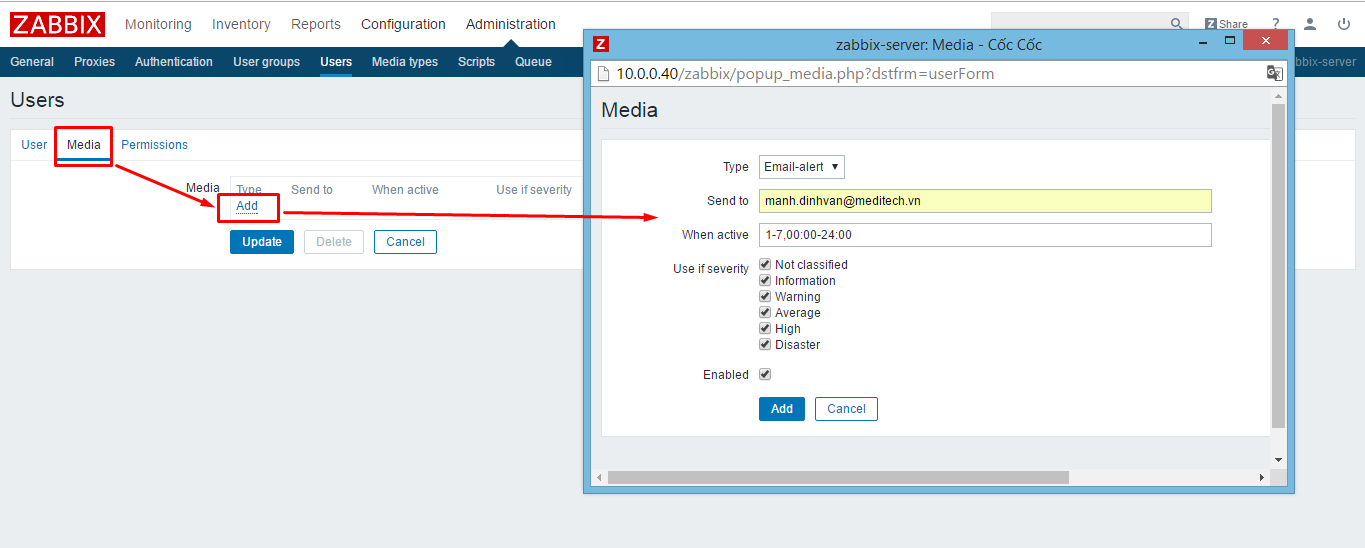 ZABBIX Monitoring Inventory Reports Configuration Administration Share ?
General Proxies Authentication User groups Users Media types Scripts Queue bbix-server
Users
User Media Permissions
Media Type Send to When active Use if severity
Add
Update Delete Cancel
Z zabbix-server: Media - Cốc Cốc
10.0.0.40/zabbix/popup_media.php?dstfrm=userForm
Media
Type Email-alert
Send to manh.dinhvan@meditech.vn
When active 1-7,00:00-24:00
Use if severity Not classified
Information
Warning
Average
High
Disaster
Enabled
Add Cancel